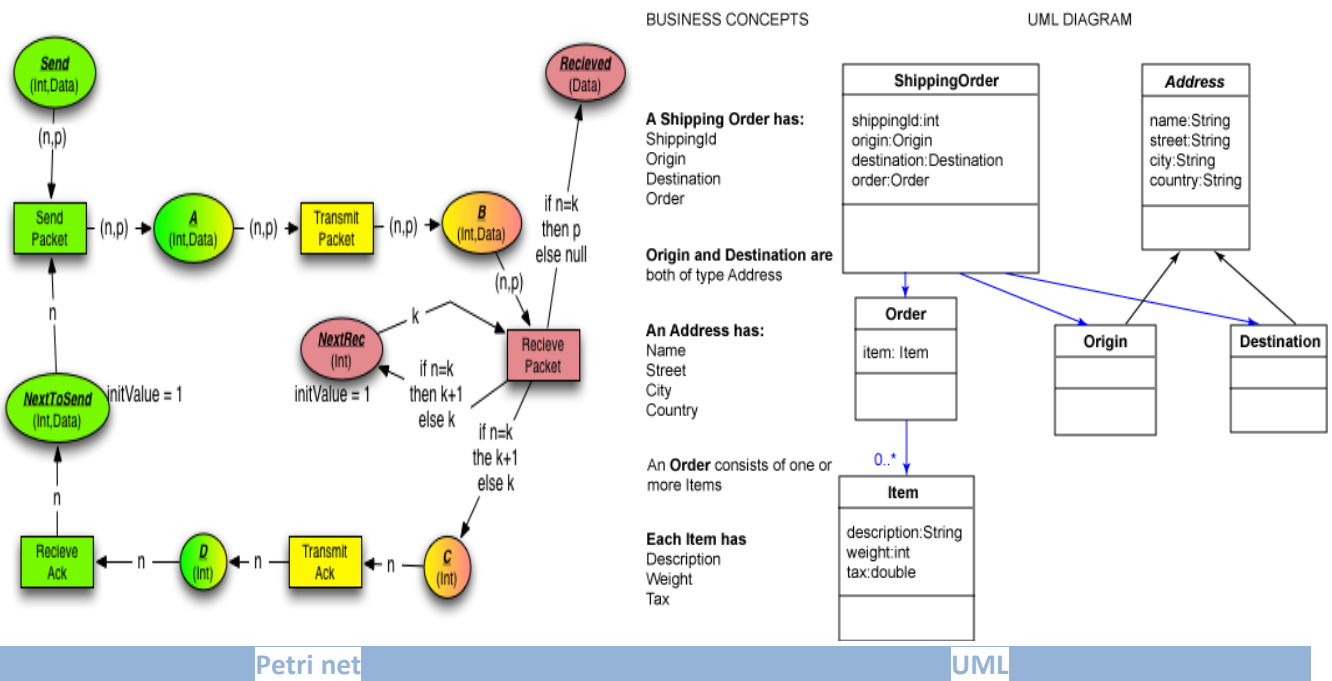 Send
(Int,Data)
(n,p)
Send
Packet
(n,p)
A
(Int,Data)
(n,p)
Transmit
Packet
(n,p)
B
(Int,Data)
(n,p)
Recieved
(Data)
if n=k
then p
else null
n
NextToSend
(Int,Data)
initValue = 1
NextRec
(Int)
initValue = 1
k
if n=k
then k+1
else k
Recieve
Packet
if n=k
the k+1
else k
n
Recieve
Ack
n
D
(Int)
n
Transmit
Ack
n
C
(Int)
Petri net
BUSINESS CONCEPTS
A Shipping Order has:
ShippingId
Origin
Destination
Order
Origin and Destination are
both of type Address
An Address has:
Name
Street
City
Country
An Order consists of one or
more Items
Each Item has
Description
Weight
Tax
UML DIAGRAM
ShippingOrder
shippingId:int
origin:Origin
destination:Destination
order:Order
Address
name:String
street:String
city:String
country:String
Order
item: Item
Origin
Destination
0..*
Item
description:String
weight:int
tax:double
UML